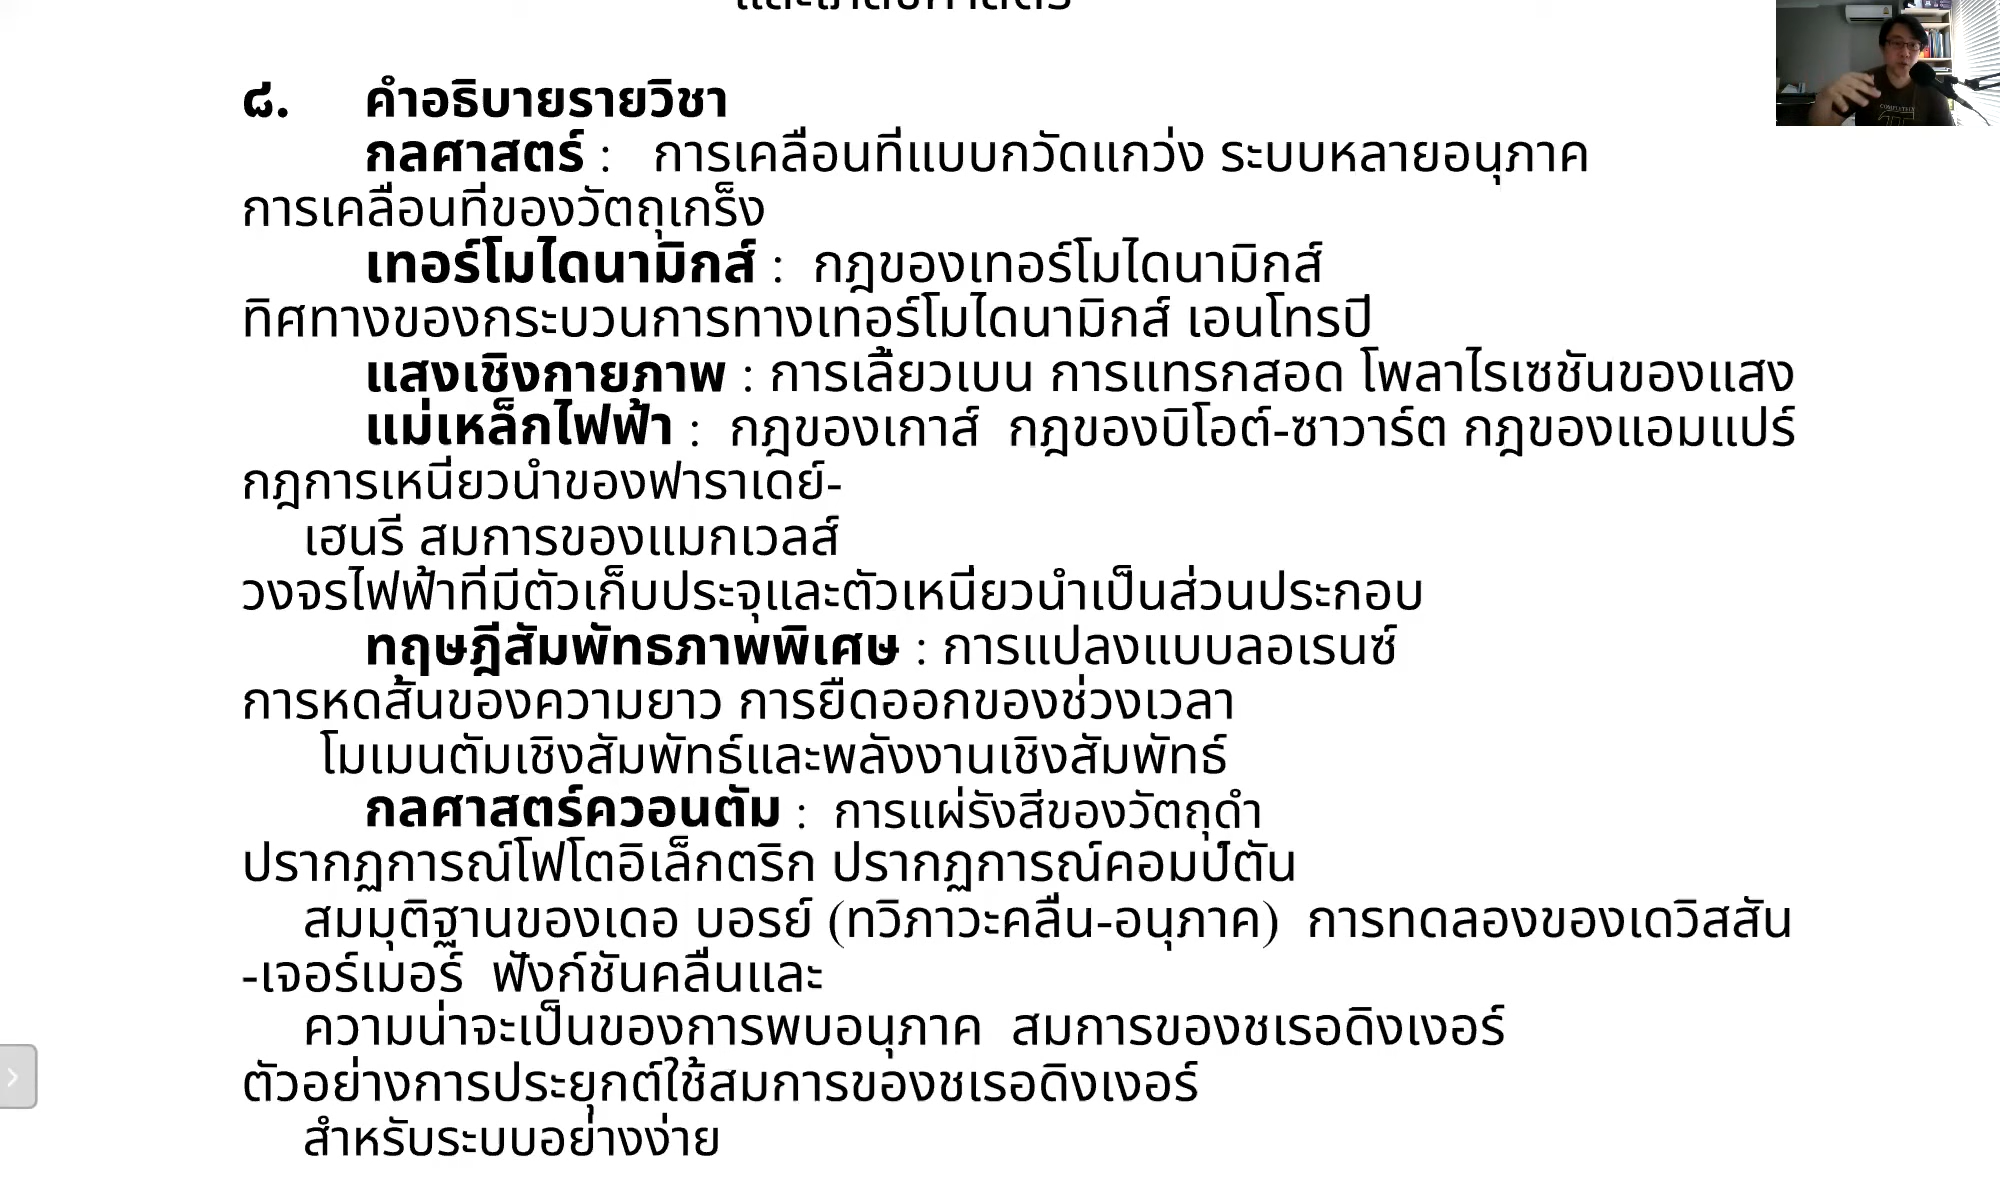 ๘. คำอธิบายรายวิชา
กลศาสตร์ : การเคลื่อนที่แบบกวัดแกว่ง ระบบหลายอนุภาค
การเคลื่อนที่ของวัตถุเกร็ง
เทอร์โมไดนามิกส์ : กฎของเทอร์โมไดนามิกส์
ทิศทางของกระบวนการทางเทอร์โมไดนามิกส์ เอนโทรปี
แสงเชิงกายภาพ : การเลี้ยวเบน การแทรกสอด โพลาไรเซชันของแสง
แม่เหล็กไฟฟ้า : กฎของเกาส์ กฎของบิโอต์-ซาวาร์ต กฎของแอมแปร์
กฎการเหนี่ยวนำของฟาราเดย์-
เฮนรี สมการของแมกเวลส์
วงจรไฟฟ้าที่มีตัวเก็บประจุและตัวเหนี่ยวนำเป็นส่วนประกอบ
ทฤษฎีสัมพัทธภาพพิเศษ : การแปลงแบบลอเรนซ์
การหดสั้นของความยาว การยืดออกของช่วงเวลา
โมเมนตัมเชิงสัมพัทธ์และพลังงานเชิงสัมพัทธ์
กลศาสตร์ควอนตัม : การแผ่รังสีของวัตถุดำ
ปรากฏการณ์โฟโตอิเล็กตริก ปรากฏการณ์คอมป์ตัน
สมมุติฐานของเดอ บอรย์ (ทวิภาวะคลื่น-อนุภาค) การทดลองของเดวิสสัน
-เจอร์เมอร์ ฟังก์ชันคลื่นและ
ความน่าจะเป็นของการพบอนุภาค สมการของชเรอดิงเงอร์
ตัวอย่างการประยุกต์ใช้สมการของชเรอดิงเงอร์
สำหรับระบบอย่างง่าย